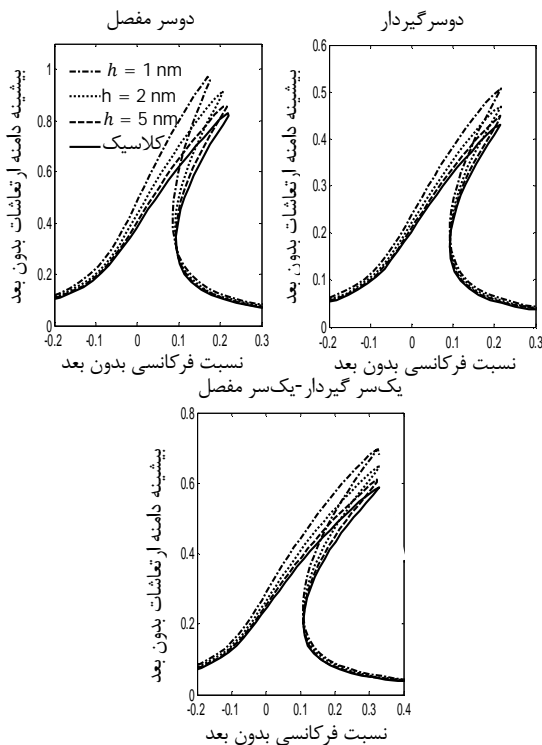 دوسر مفصل
بیشینه دامنه ارتعاشات بدون بعد
1
0.8
0.6
0.4
0.2
0
h = 1 nm
h = 2 nm
h = 5 nm
کلاسیک
-0.2 -0.1 0 0.1 0.2 0.3
نسبت فرکانسی بدون بعد
دوسرگیردار
بیشینه دامنه ارتعاشات بدون بعد
0.6
0.5
0.4
0.3
0.2
0.1
0
-0.2 -0.1 0 0.1 0.2 0.3
نسبت فرکانسی بدون بعد
یک‌سر گیردار-یک‌سر مفصل
بیشینه دامنه ارتعاشات بدون بعد
0.8
0.6
0.4
0.2
0
-0.2 -0.1 0 0.1 0.2 0.3 0.4
نسبت فرکانسی بدون بعد